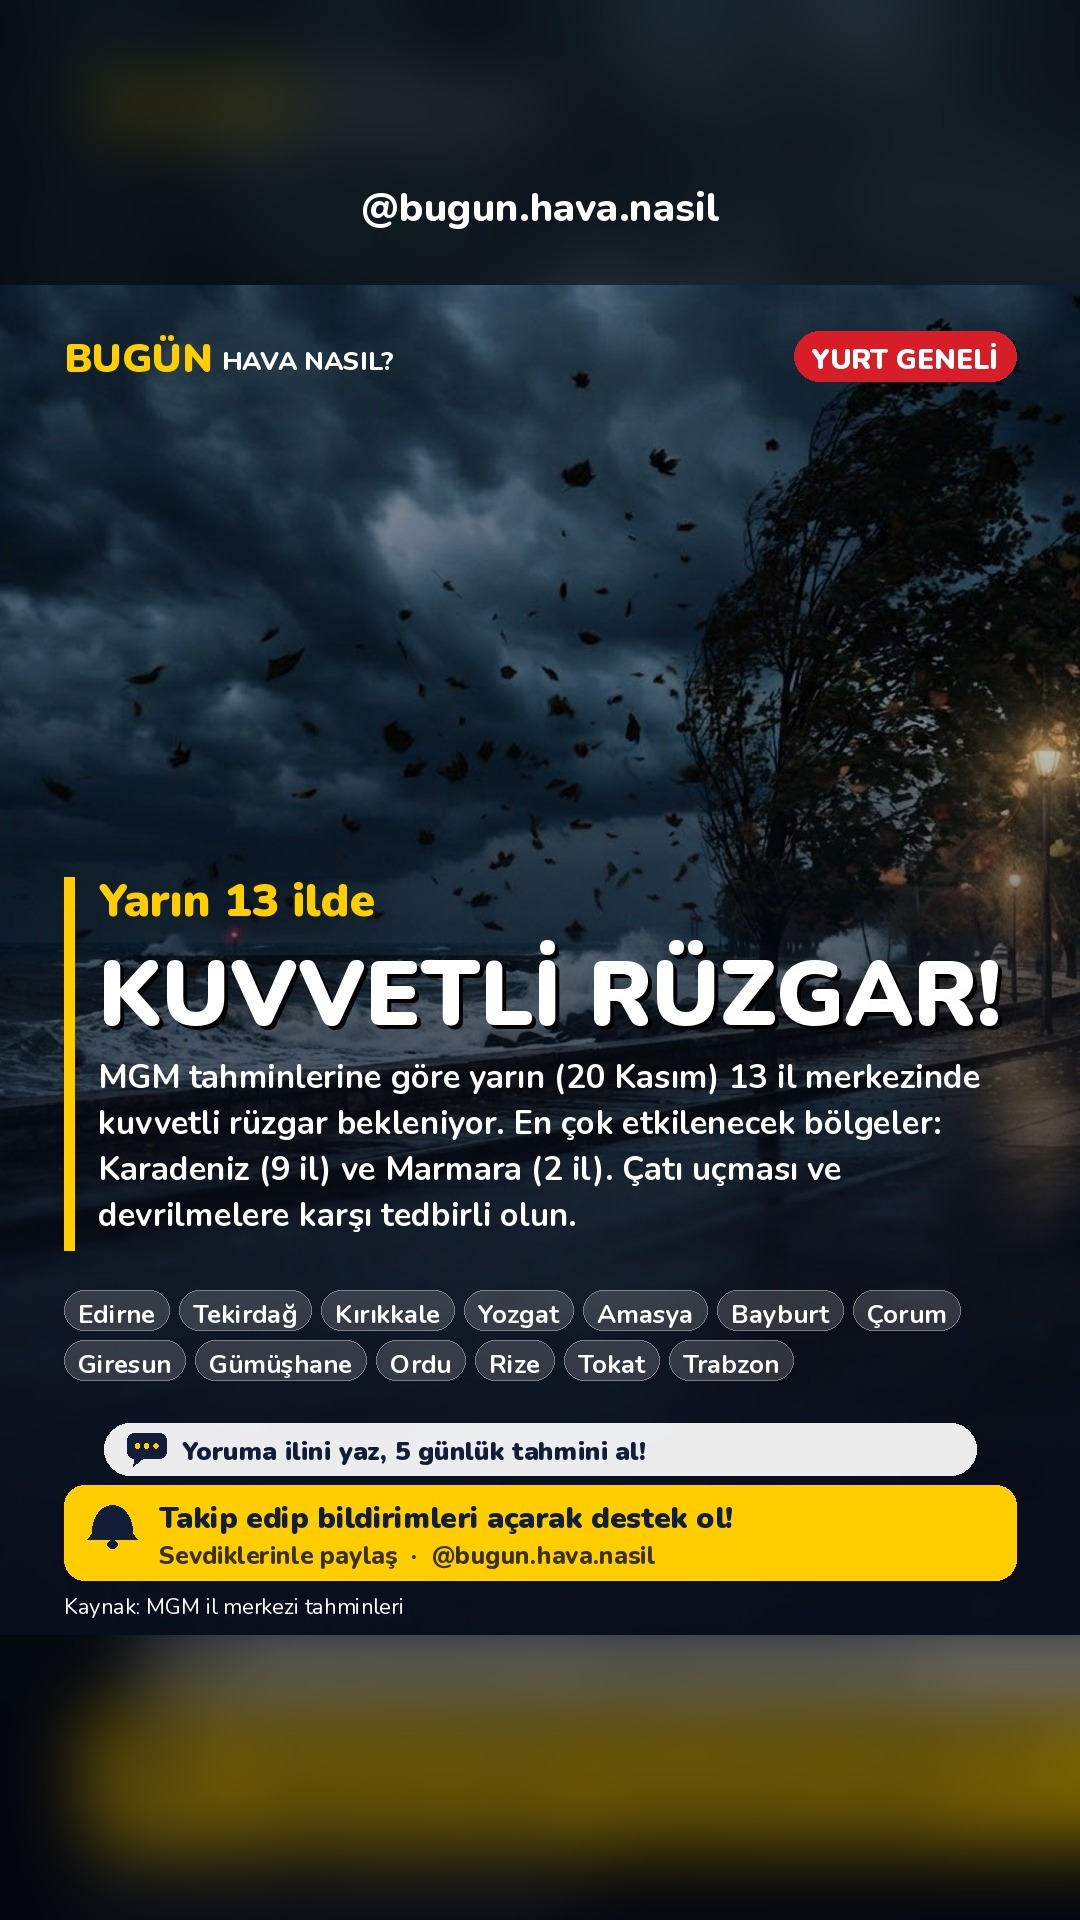 @bugun.hava.nasil
BUGÜN HAVA NASIL?
YURT GENELİ
Yarın 13 ilde
KUVVETLİ RÜZGAR!
MGM tahminlerine göre yarın (20 Kasım) 13 il merkezinde
kuvvetli rüzgar bekleniyor. En çok etkilenecek bölgeler:
Karadeniz (9 il) ve Marmara (2 il). Çatı uçması ve
devrilmelere karşı tedbirli olun.
Edirne Tekirdağ Kırıkkale Yozgat Amasya Bayburt Çorum
Giresun Gümüşhane Ordu Rize Tokat Trabzon
Yoruma ilini yaz, 5 günlük tahmini al!
Takip edip bildirimleri açarak destek ol!
Sevdiklerinle paylaş · @bugun.hava.nasil
Kaynak: MGM il merkezi tahminleri